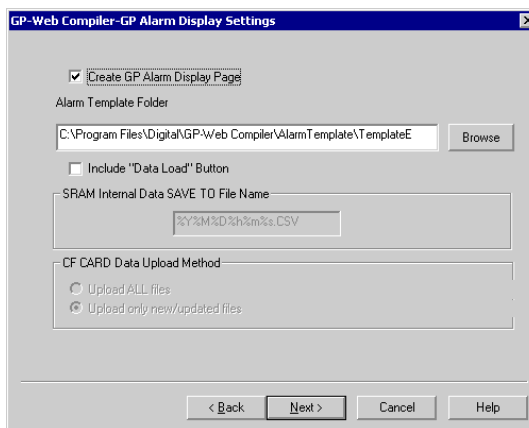 GP-Web Compiler-GP Alarm Display Settings
Create GP Alarm Display Page
Alarm Template Folder
C:\Program Files\Digital\GP-Web Compiler\AlarmTemplate\TemplateE
Browse
Include "Data Load" Button
SRAM Internal Data SAVE TO File Name
%Y%M%D%h%m%s.CSV
CF CARD Data Upload Method
Upload ALL files
Upload only new/updated files
< Back
Next >
Cancel
Help